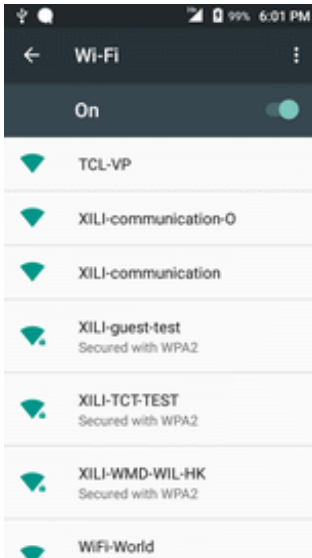 99% 6:01 PM
Wi-Fi
On
TCL-VP
XILI-communication-O
XILI-communication
XILI-guest-test
Secured with WPA2
XILI-TCT-TEST
Secured with WPA2
XILI-WMD-WIL-HK
Secured with WPA2
WiFi-World